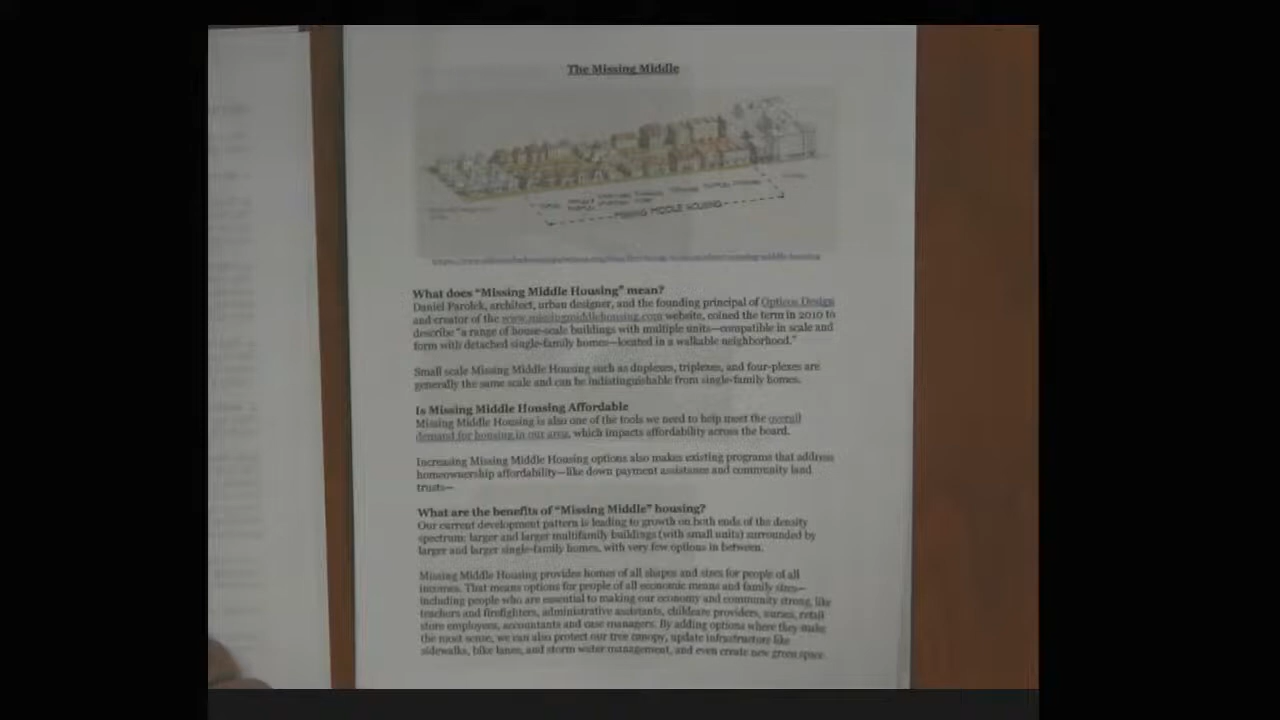 The Missing Middle
MISSING MIDDLE HOUSING
What does “Missing Middle Housing” mean?
Daniel Parolek, architect, urban designer, and the founding principal of Opticos Design
and creator of the www.missingmiddlehousing.com website, coined the term in 2010 to
describe “a range of house-scale buildings with multiple units—compatible in scale and
form with detached single-family homes—located in a walkable neighborhood.”
Small scale Missing Middle Housing such as duplexes, triplexes, and four-plexes are
generally the same scale and can be indistinguishable from single-family homes.
Is Missing Middle Housing Affordable
Missing Middle Housing is also one of the tools we need to help meet the overall
demand for housing in our area, which impacts affordability across the board.
Increasing Missing Middle Housing options also makes existing programs that address
homeownership affordability—like down payment assistance and community land
trusts—
What are the benefits of “Missing Middle” housing?
Our current development pattern is leading to growth on both ends of the density
spectrum: larger and larger multifamily buildings (with small units) surrounded by
larger and larger single-family homes, with very few options in between.
Missing Middle Housing provides homes of all shapes and sizes for people of all
incomes. That means options for people of all economic means and family sizes—
including people who are essential to making our economy and community strong, like
teachers and firefighters, administrative assistants, childcare providers, nurses, retail
store employees, accountants and case managers. By adding options where they make
the most sense, we can also protect our tree canopy, update infrastructure like
sidewalks, bike lanes, and storm water management, and even create new green space.